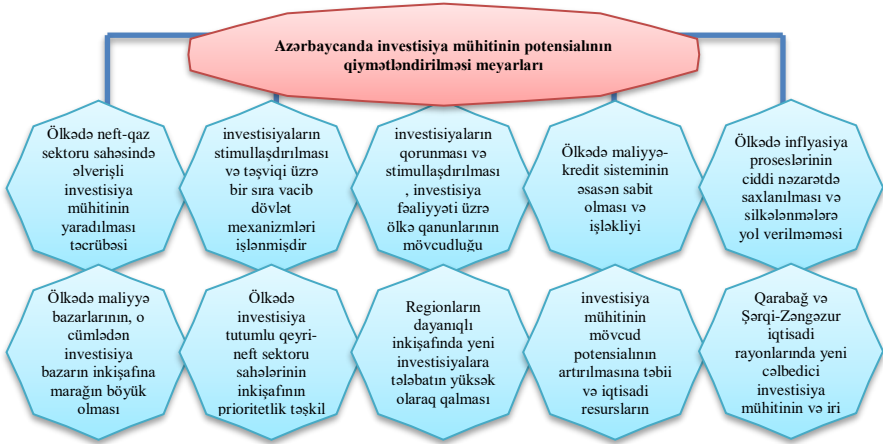 Azərbaycanda investisiya mühitinin potensialının
qiymətləndirilməsi meyarları
Ölkədə neft-qaz
sektoru sahəsində
əlverişli
investisiya
mühitinin
yaradılması
təcrübəsi
investisiyaların
stimullaşdırılması
və təşviqi üzrə
bir sıra vacib
dövlət
mexanizmləri
işlənmişdir
investisiyaların
qorunması və
stimullaşdırılması
, investisiya
fəaliyyəti üzrə
ölkə qanunlarının
mövcudluğu
Ölkədə maliyyə-
kredit sisteminin
əsasən sabit
olması və
işləkliyi
Ölkədə inflyasiya
proseslərinin
ciddi nəzarətdə
saxlanılması və
silkələnmələrə
yol verilməməsi
Ölkədə maliyyə
bazarlarının, o
cümlədən
investisiya
bazarın inkişafına
marağın böyük
olması
Ölkədə
investisiya
tutumlu qeyri-
neft sektoru
sahələrinin
inkişafının
prioritetlik təşkil
Regionların
dayanıqlı
inkişafında yeni
investisiyalara
tələbatın yüksək
olaraq qalması
investisiya
mühitinin
mövcud
potensialının
artırılmasına təbii
və iqtisadi
resursların
Qarabağ və
Şərqi-Zəngəzur
iqtisadi
rayonlarında yeni
cəlbedici
investisiya
mühitinin və iri